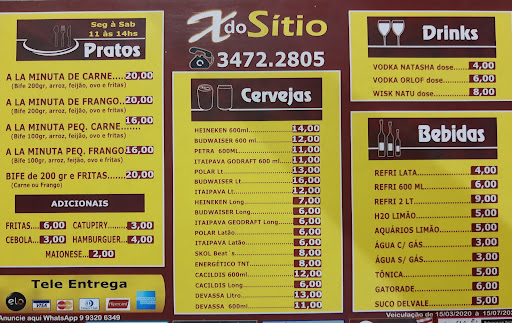 Seg à Sab
11 às 14hs
Pratos
A LA MINUTA DE CARNE....20,00
(Bife 200gr, arroz, feijão, ovo e fritas)
A LA MINUTA DE FRANGO..20,00
(Bife 200gr, arroz, feijão, ovo e fritas)
A LA MINUTA PEQ. CARNE.....16,00
(Bife 100gr, arroz, feijão, ovo e fritas)
A LA MINUTA PEQ. FRANGO 16,00
(Bife 100gr, arroz, feijão, ovo e fritas)
BIFE de 200 gr e FRITAS......20,00
(Carne ou Frango)
ADICIONAIS
FRITAS....6,00 CATUPIRY.....3,00
CEBOLA...3,00 HAMBURGUER...4,00
MAIONESE...2,00
Tele Entrega
elo VISA
Anuncie aqui WhatsApp 9 9320 6349
X do Sítio
3472.2805
Cervejas
HEINEKEN 600ml............14,00
BUDWAISER 600 ml.........12,00
PETRA 600ML................11,00
ITAIPAVA GODRAFT 600 ml.....11,00
POLAR Lt...................13,00
BUDWAISER Lt..............16,00
ITAIPAVA Lt................12,00
HEINEKEN Long.............7,00
BUDWAISER Long...........6,00
ITAIPAVA GODRAFT Long.....6,00
POLAR Latão...............6,00
ITAIPAVA Latão............6,00
SKOL Beat´s...............8,00
ENERGÉTICO TNT...........8,00
CACILDIS 600ml............12,00
CACILDIS Long.............6,00
DEVASSA Litro.............13,00
DEVASSA 600ml............11,00
Drinks
VODKA NATASHA dose.......4,00
VODKA ORLOF dose.........6,00
WISK NATU dose............8,00
Bebidas
REFRI LATA.................4,00
REFRI 600 ML..............6,00
REFRI 2 LT.................9,00
H2O LIMÃO.................5,00
AQUÁRIOS LIMÃO..........5,00
ÁGUA C/ GÁS..............3,00
ÁGUA S/ GÁS..............3,00
TÔNICA....................5,00
GATORADE.................6,00
SUCO DELVALE.............5,00
Veiculação de 15/03/2020 à 15/07/20